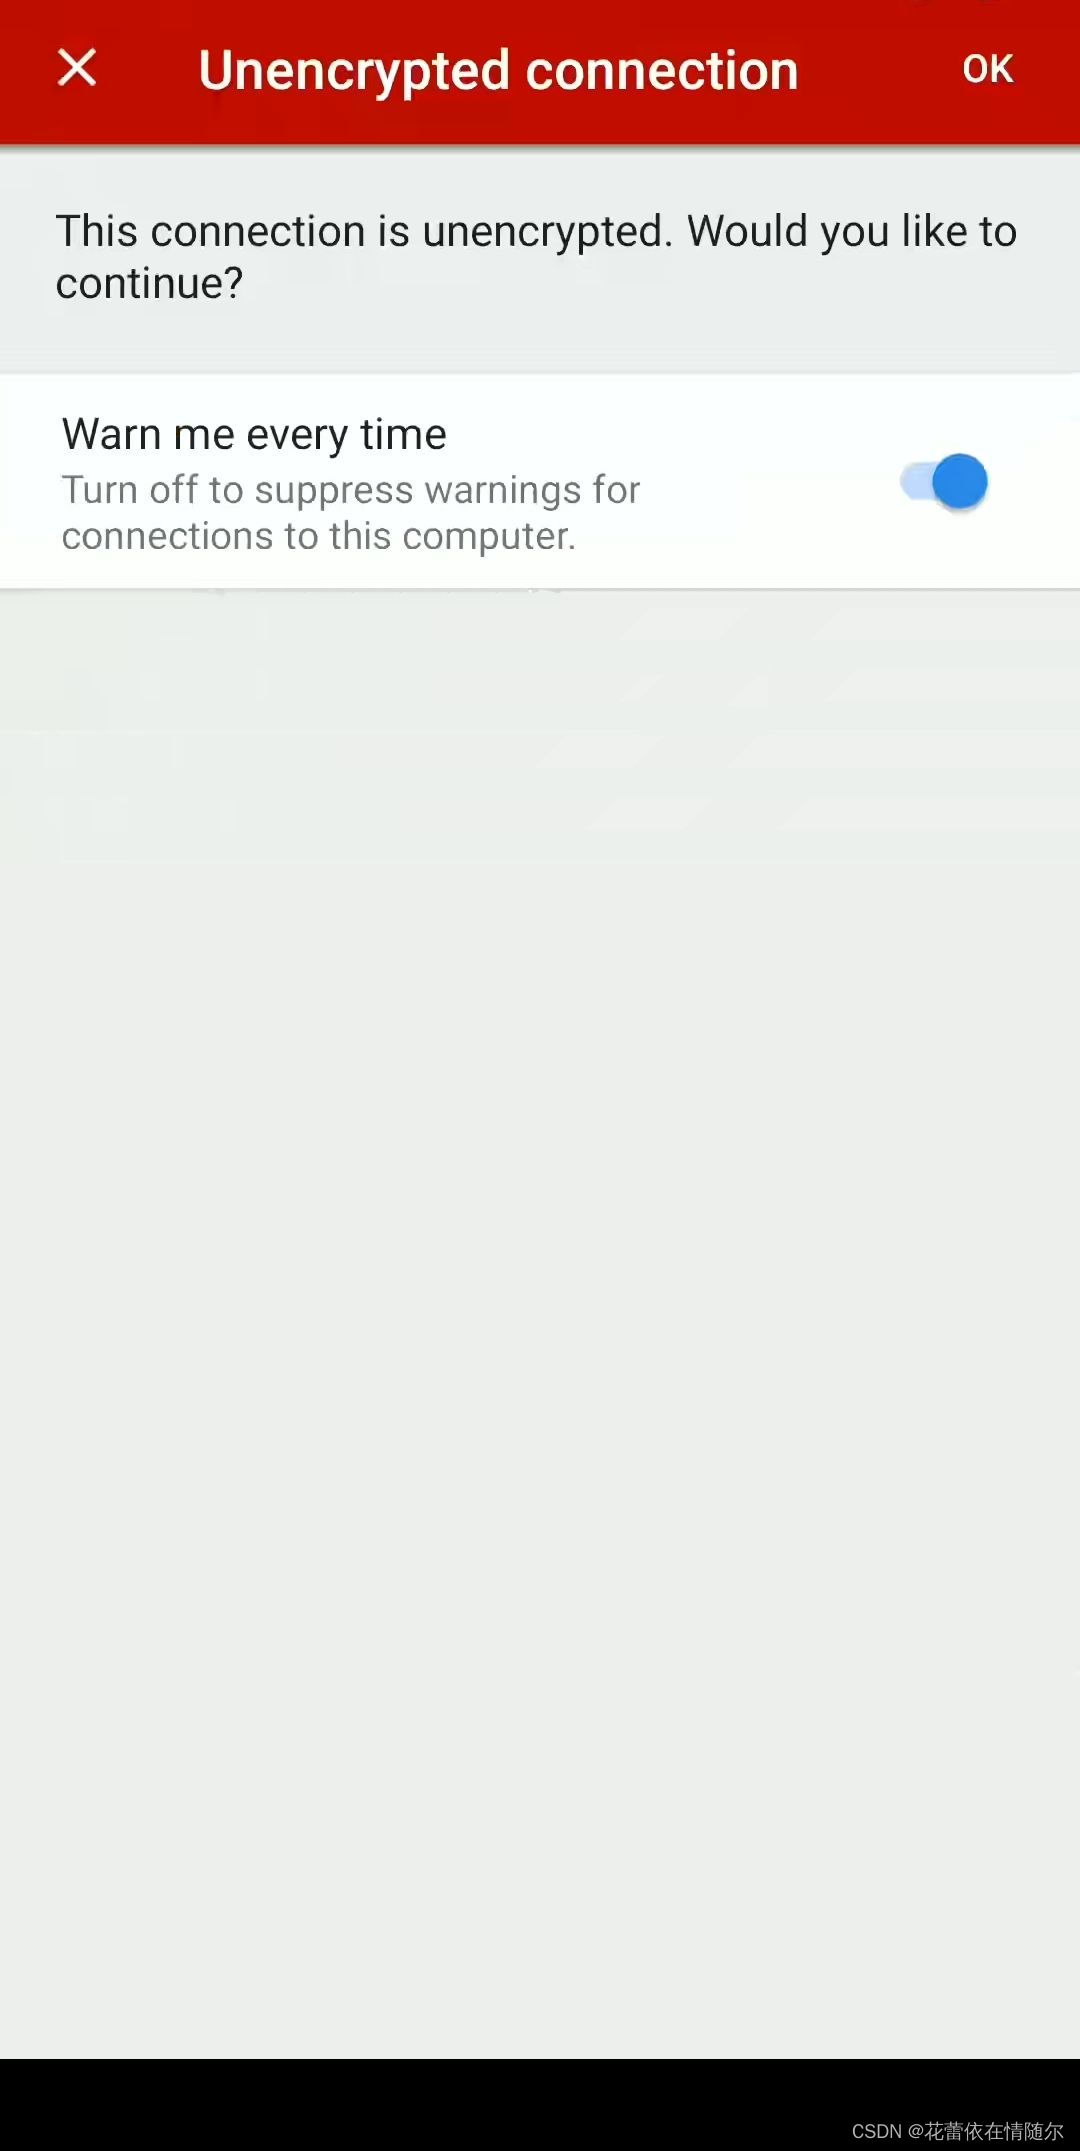 Unencrypted connection
OK
This connection is unencrypted. Would you like to
continue?
Warn me every time
Turn off to suppress warnings for
connections to this computer.
CSDN @花蕾依在情随尔